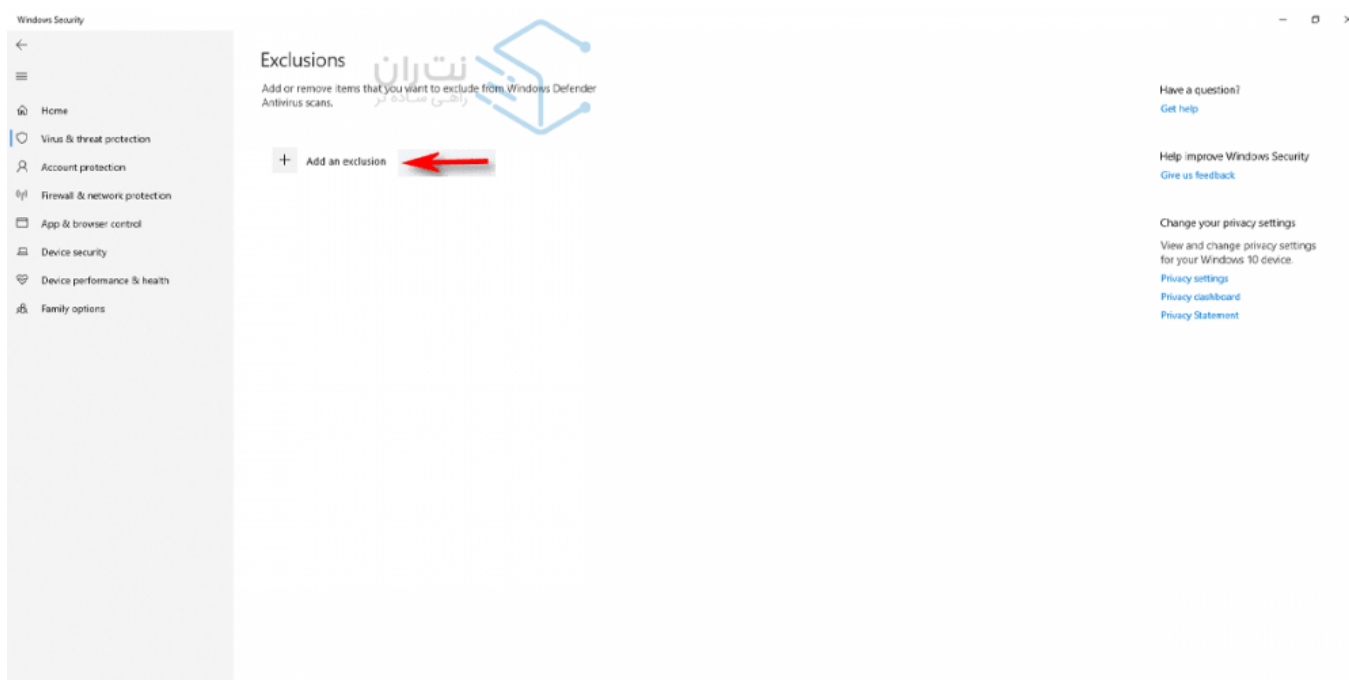 Windows Security
Home
Virus & threat protection
Account protection
Firewall & network protection
App & browser control
Device security
Device performance & health
Family options
Exclusions
Add or remove items that you want to exclude from Windows Defender
Antivirus scans.
نت ران
راهی ساده تر
Add an exclusion
Have a question?
Get help
Help improve Windows Security
Give us feedback
Change your privacy settings
View and change privacy settings
for your Windows 10 device.
Privacy settings
Privacy dashboard
Privacy Statement